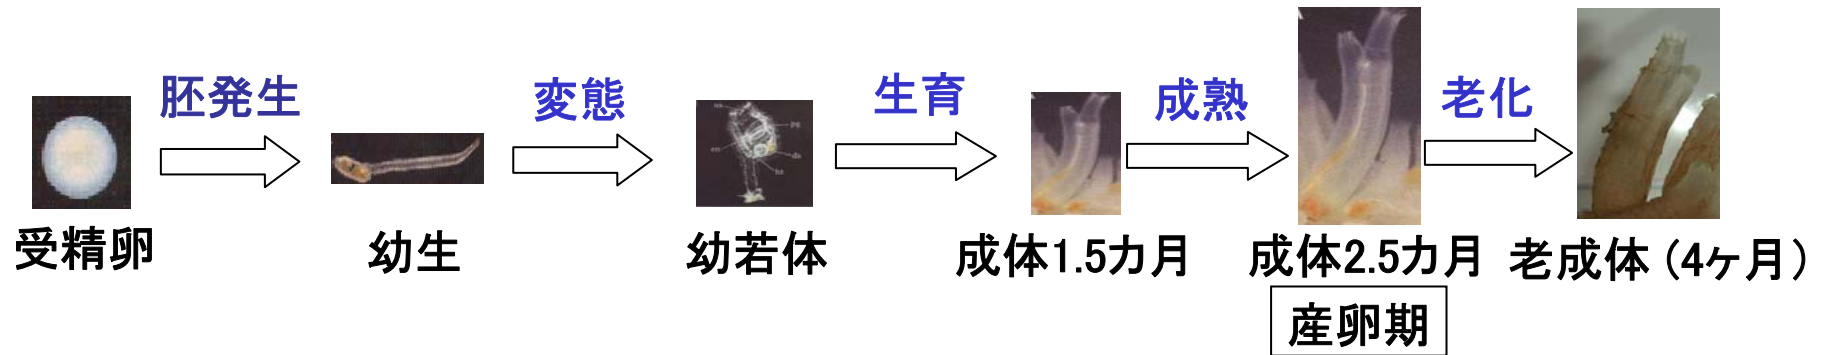 胚発生
変態
生育
成熟
老化
受精卵
幼生
幼若体
成体1.5カ月
成体2.5カ月
老成体(4ヶ月)
産卵期